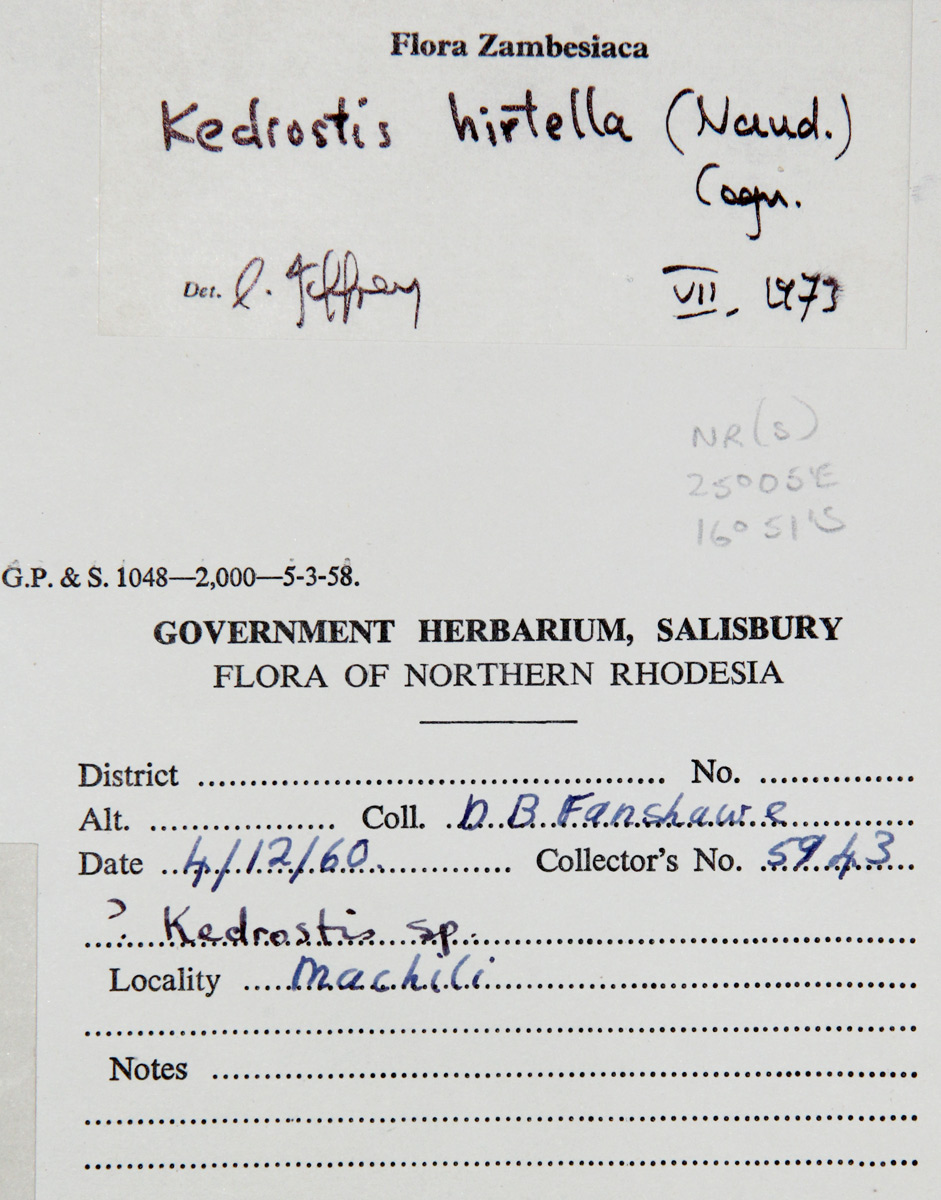 Flora Zambesiaca
Kedrostis hirtella (Naud.)
Cogn.
Det. C. Jeffrey VII. 1973
NR(S)
25°05'E
16°51'S
G.P. & S. 1048—2,000—5-3-58.
GOVERNMENT HERBARIUM, SALISBURY
FLORA OF NORTHERN RHODESIA
District ........................................ No. ................
Alt. .................... Coll. D B Fanshawe
Date 4/12/60. Collector's No. 5943
? Kedrostis sp.
Locality Machili
Notes